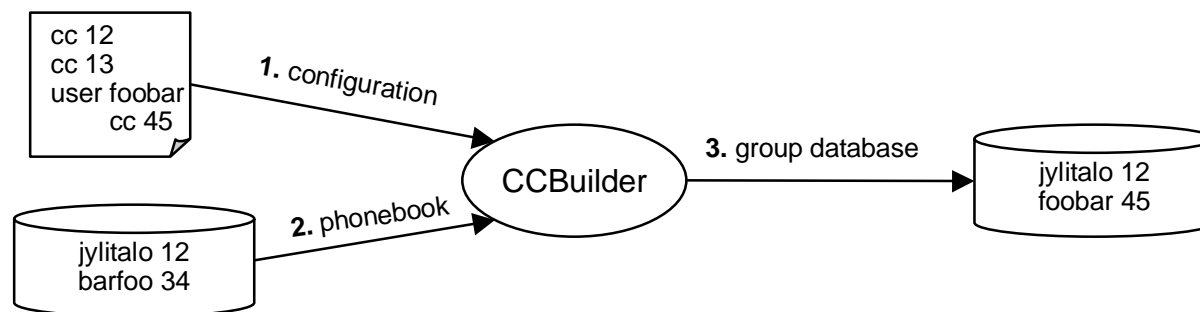 cc 12
cc 13
user foobar
cc 45
1. configuration
2. phonebook
jylitalo 12
barfoo 34
CCBuilder
3. group database
jylitalo 12
foobar 45